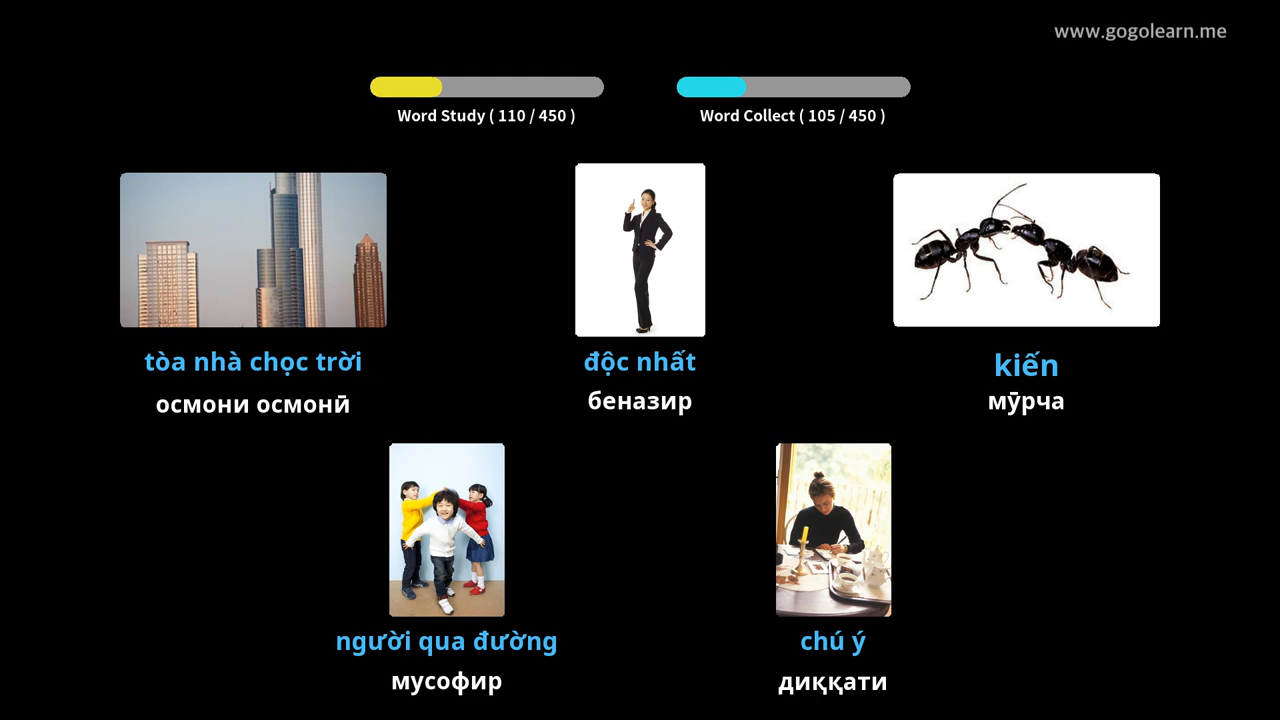 www.gogolearn.me
Word Study ( 110 / 450 )
Word Collect ( 105 / 450 )
tòa nhà chọc trời
осмони осмонӣ
độc nhất
беназир
kiến
мӯрча
người qua đường
мусофир
chú ý
диққати